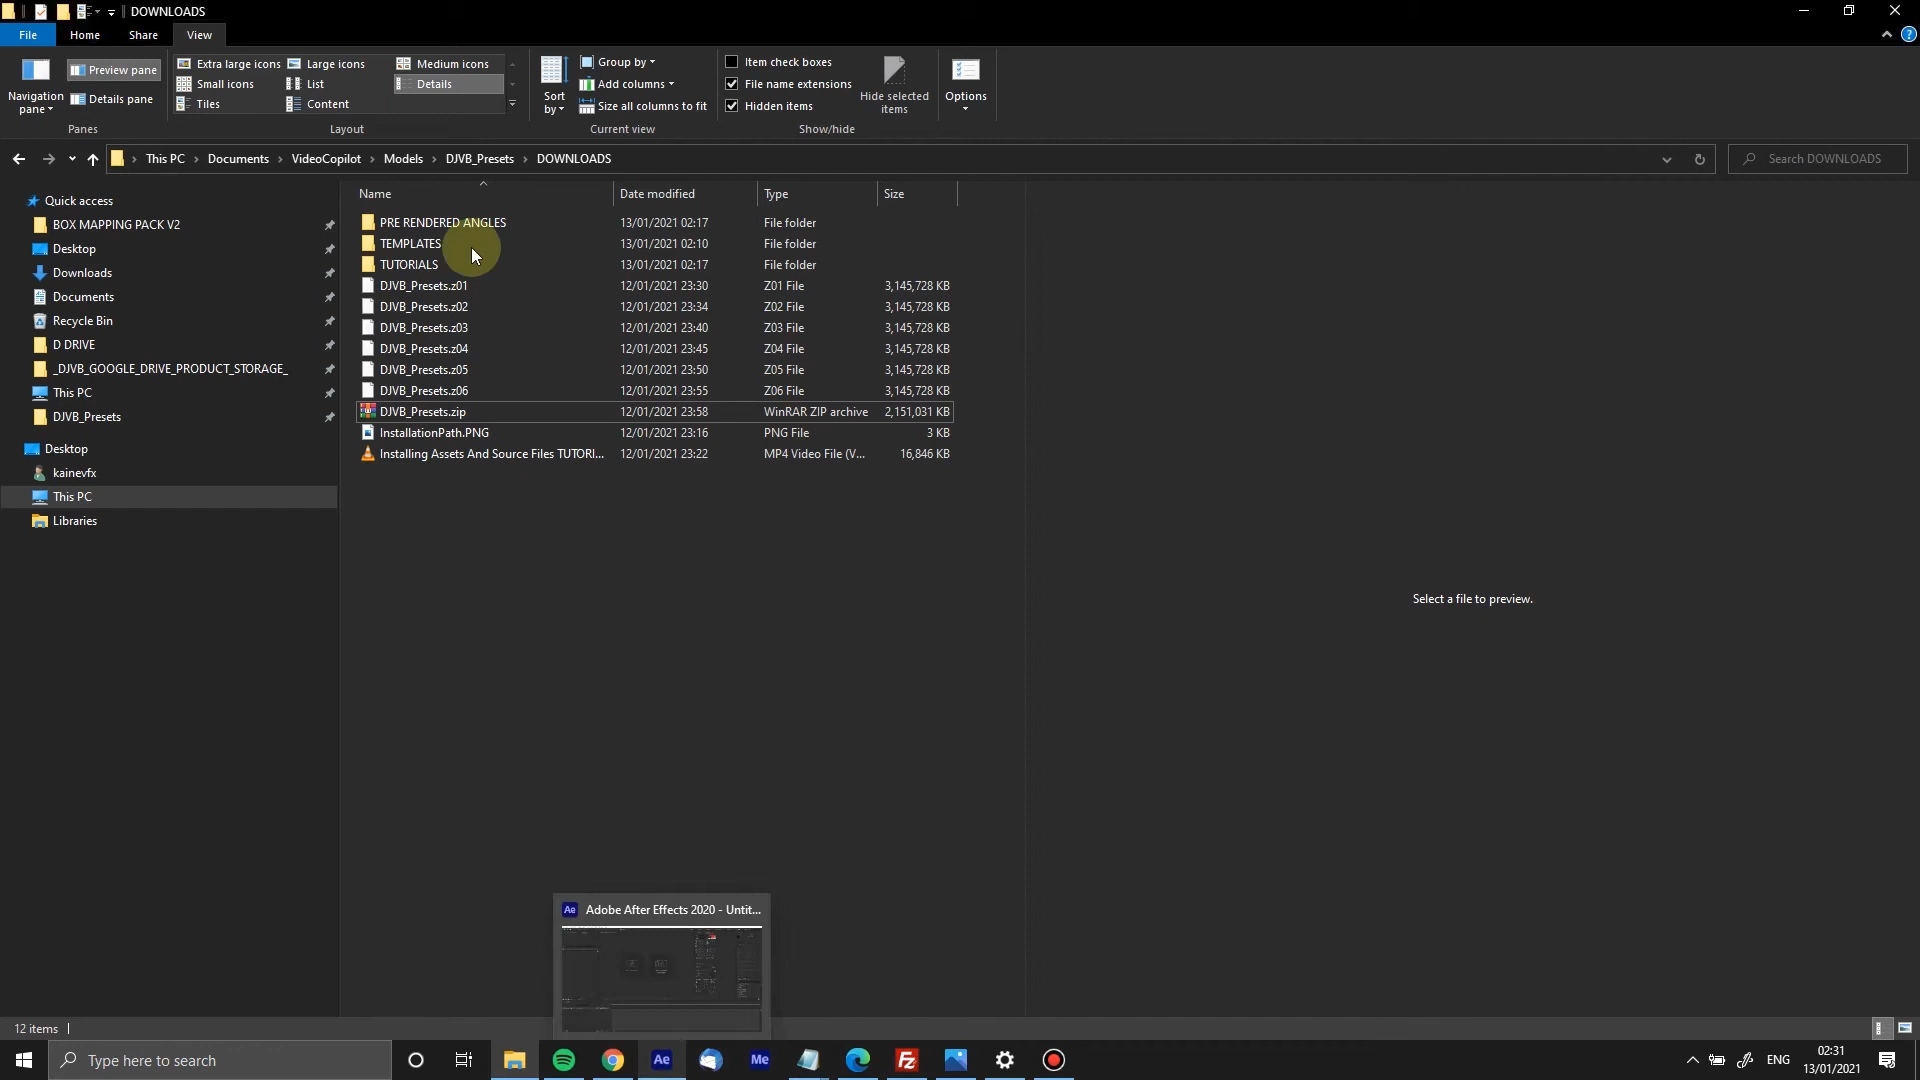 DOWNLOADS
File Home Share View
Navigation pane
Preview pane
Details pane
Panes
Extra large icons Large icons Medium icons
Small icons List Details
Tiles Content
Layout
Sort by
Group by
Add columns
Size all columns to fit
Current view
Item check boxes
File name extensions
Hidden items
Hide selected items
Show/hide
Options
This PC Documents VideoCopilot Models DJVB_Presets DOWNLOADS
Search DOWNLOADS
Quick access
BOX MAPPING PACK V2
Desktop
Downloads
Documents
Recycle Bin
D DRIVE
_DJVB_GOOGLE_DRIVE_PRODUCT_STORAGE_
This PC
DJVB_Presets
Desktop
kainevfx
This PC
Libraries
Name Date modified Type Size
PRE RENDERED ANGLES 13/01/2021 02:17 File folder
TEMPLATES 13/01/2021 02:10 File folder
TUTORIALS 13/01/2021 02:17 File folder
DJVB_Presets.z01 12/01/2021 23:30 Z01 File 3,145,728 KB
DJVB_Presets.z02 12/01/2021 23:34 Z02 File 3,145,728 KB
DJVB_Presets.z03 12/01/2021 23:40 Z03 File 3,145,728 KB
DJVB_Presets.z04 12/01/2021 23:45 Z04 File 3,145,728 KB
DJVB_Presets.z05 12/01/2021 23:50 Z05 File 3,145,728 KB
DJVB_Presets.z06 12/01/2021 23:55 Z06 File 3,145,728 KB
DJVB_Presets.zip 12/01/2021 23:58 WinRAR ZIP archive 2,151,031 KB
InstallationPath.PNG 12/01/2021 23:16 PNG File 3 KB
Installing Assets And Source Files TUTORI... 12/01/2021 23:22 MP4 Video File (V... 16,846 KB
Select a file to preview.
Ae Adobe After Effects 2020 - Untit...
12 items
Type here to search
Ae
Me
Fz
ENG
02:31
13/01/2021